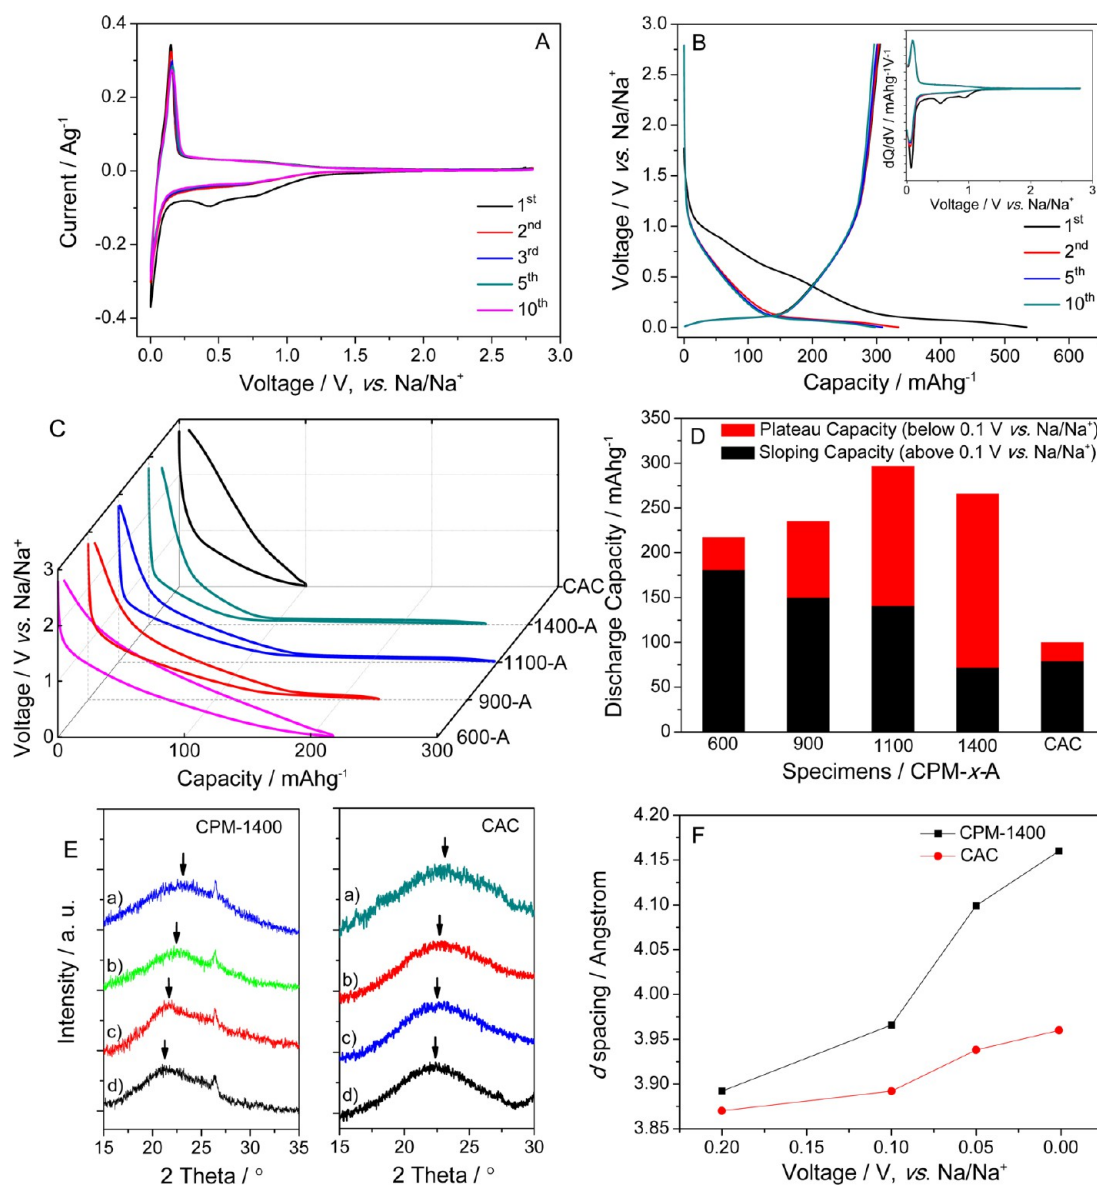 A
0.4
0.2
0.0
-0.2
-0.4
Current / Ag⁻¹
1ˢᵗ
2ⁿᵈ
3ʳᵈ
5ᵗʰ
10ᵗʰ
0.0 0.5 1.0 1.5 2.0 2.5 3.0
Voltage / V, vs. Na/Na⁺
B
3.0
2.5
2.0
1.5
1.0
0.5
0.0
Voltage / V vs. Na/Na⁺
dQ/dV / mAhg⁻¹V⁻¹
0 1 2 3
Voltage / V vs. Na/Na⁺
1ˢᵗ
2ⁿᵈ
5ᵗʰ
10ᵗʰ
0 100 200 300 400 500 600
Capacity / mAhg⁻¹
C
3
2
1
0
Voltage / V vs. Na/Na⁺
CAC
1400-A
1100-A
900-A
600-A
0 100 200 300
Capacity / mAhg⁻¹
D
350
300
250
200
150
100
50
0
Discharge Capacity / mAhg⁻¹
Plateau Capacity (below 0.1 V vs. Na/Na⁺)
Sloping Capacity (above 0.1 V vs. Na/Na⁺)
600 900 1100 1400 CAC
Specimens / CPM-x-A
E
CPM-1400
Intensity / a. u.
a)
b)
c)
d)
15 20 25 30 35
2 Theta / °
CAC
a)
b)
c)
d)
15 20 25 30
2 Theta / °
F
4.20
4.15
4.10
4.05
4.00
3.95
3.90
3.85
d spacing / Angstrom
CPM-1400
CAC
0.20 0.15 0.10 0.05 0.00
Voltage / V, vs. Na/Na⁺